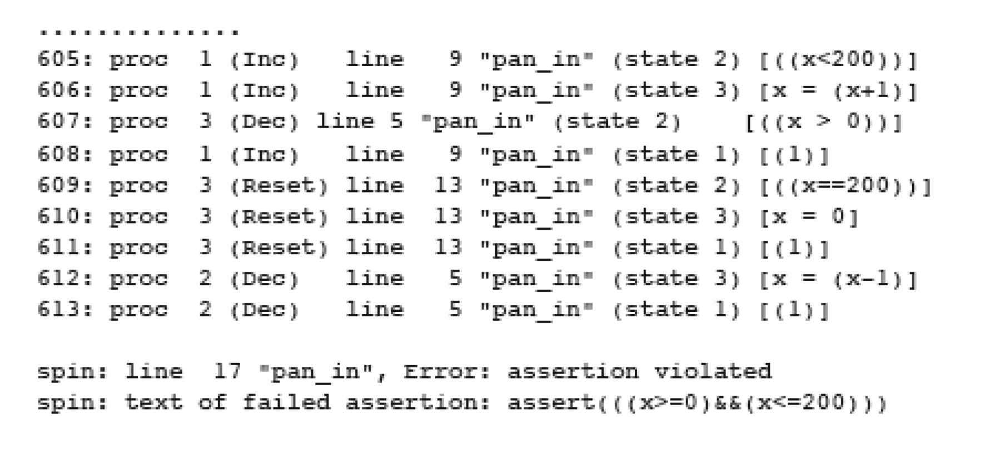 ..............
605: proc  1 (Inc)   line   9 "pan_in" (state 2) [((x<200))]
606: proc  1 (Inc)   line   9 "pan_in" (state 3) [x = (x+1)]
607: proc  3 (Dec) line 5 "pan_in" (state 2)    [((x > 0))]
608: proc  1 (Inc)   line   9 "pan_in" (state 1) [(1)]
609: proc  3 (Reset) line  13 "pan_in" (state 2) [((x==200))]
610: proc  3 (Reset) line  13 "pan_in" (state 3) [x = 0]
611: proc  3 (Reset) line  13 "pan_in" (state 1) [(1)]
612: proc  2 (Dec)   line   5 "pan_in" (state 3) [x = (x-1)]
613: proc  2 (Dec)   line   5 "pan_in" (state 1) [(1)]
spin: line  17 "pan_in", Error: assertion violated
spin: text of failed assertion: assert(((x>=0)&&(x<=200)))